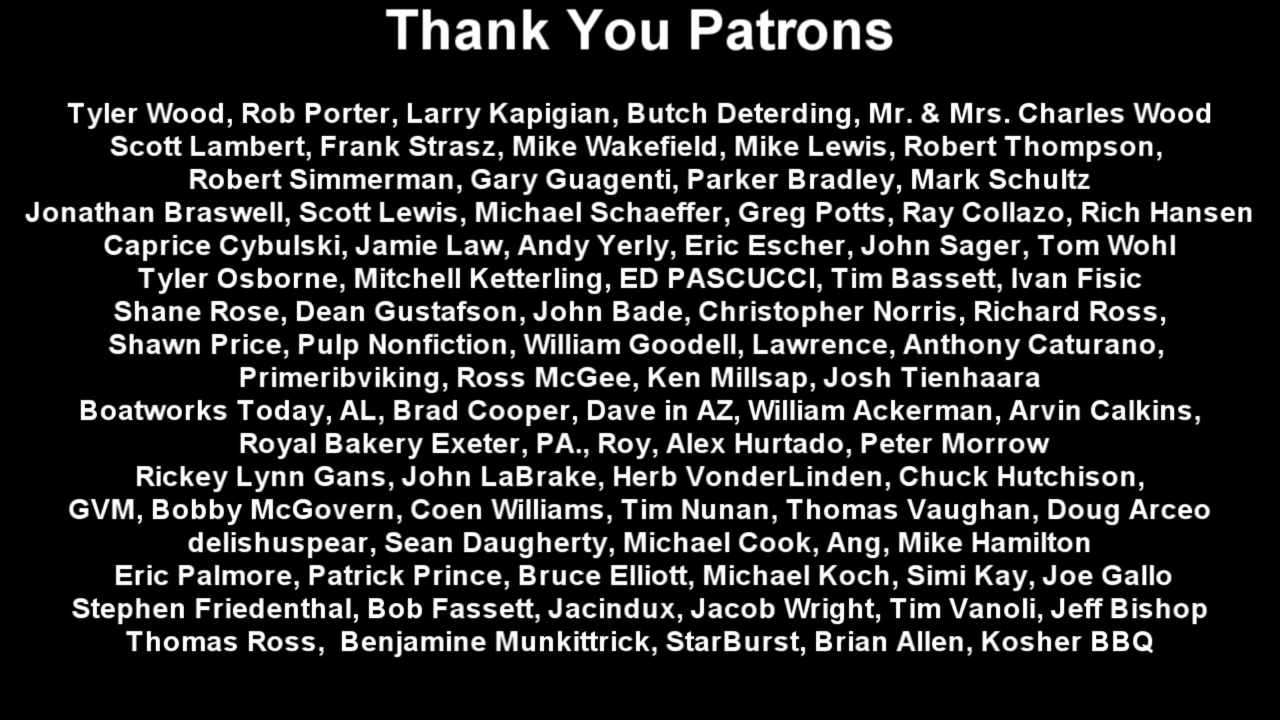 Thank You Patrons
Tyler Wood, Rob Porter, Larry Kapigian, Butch Deterding, Mr. & Mrs. Charles Wood
Scott Lambert, Frank Strasz, Mike Wakefield, Mike Lewis, Robert Thompson,
Robert Simmerman, Gary Guagenti, Parker Bradley, Mark Schultz
Jonathan Braswell, Scott Lewis, Michael Schaeffer, Greg Potts, Ray Collazo, Rich Hansen
Caprice Cybulski, Jamie Law, Andy Yerly, Eric Escher, John Sager, Tom Wohl
Tyler Osborne, Mitchell Ketterling, ED PASCUCCI, Tim Bassett, Ivan Fisic
Shane Rose, Dean Gustafson, John Bade, Christopher Norris, Richard Ross,
Shawn Price, Pulp Nonfiction, William Goodell, Lawrence, Anthony Caturano,
Primeribviking, Ross McGee, Ken Millsap, Josh Tienhaara
Boatworks Today, AL, Brad Cooper, Dave in AZ, William Ackerman, Arvin Calkins,
Royal Bakery Exeter, PA., Roy, Alex Hurtado, Peter Morrow
Rickey Lynn Gans, John LaBrake, Herb VonderLinden, Chuck Hutchison,
GVM, Bobby McGovern, Coen Williams, Tim Nunan, Thomas Vaughan, Doug Arceo
delishuspear, Sean Daugherty, Michael Cook, Ang, Mike Hamilton
Eric Palmore, Patrick Prince, Bruce Elliott, Michael Koch, Simi Kay, Joe Gallo
Stephen Friedenthal, Bob Fassett, Jacindux, Jacob Wright, Tim Vanoli, Jeff Bishop
Thomas Ross,  Benjamine Munkittrick, StarBurst, Brian Allen, Kosher BBQ